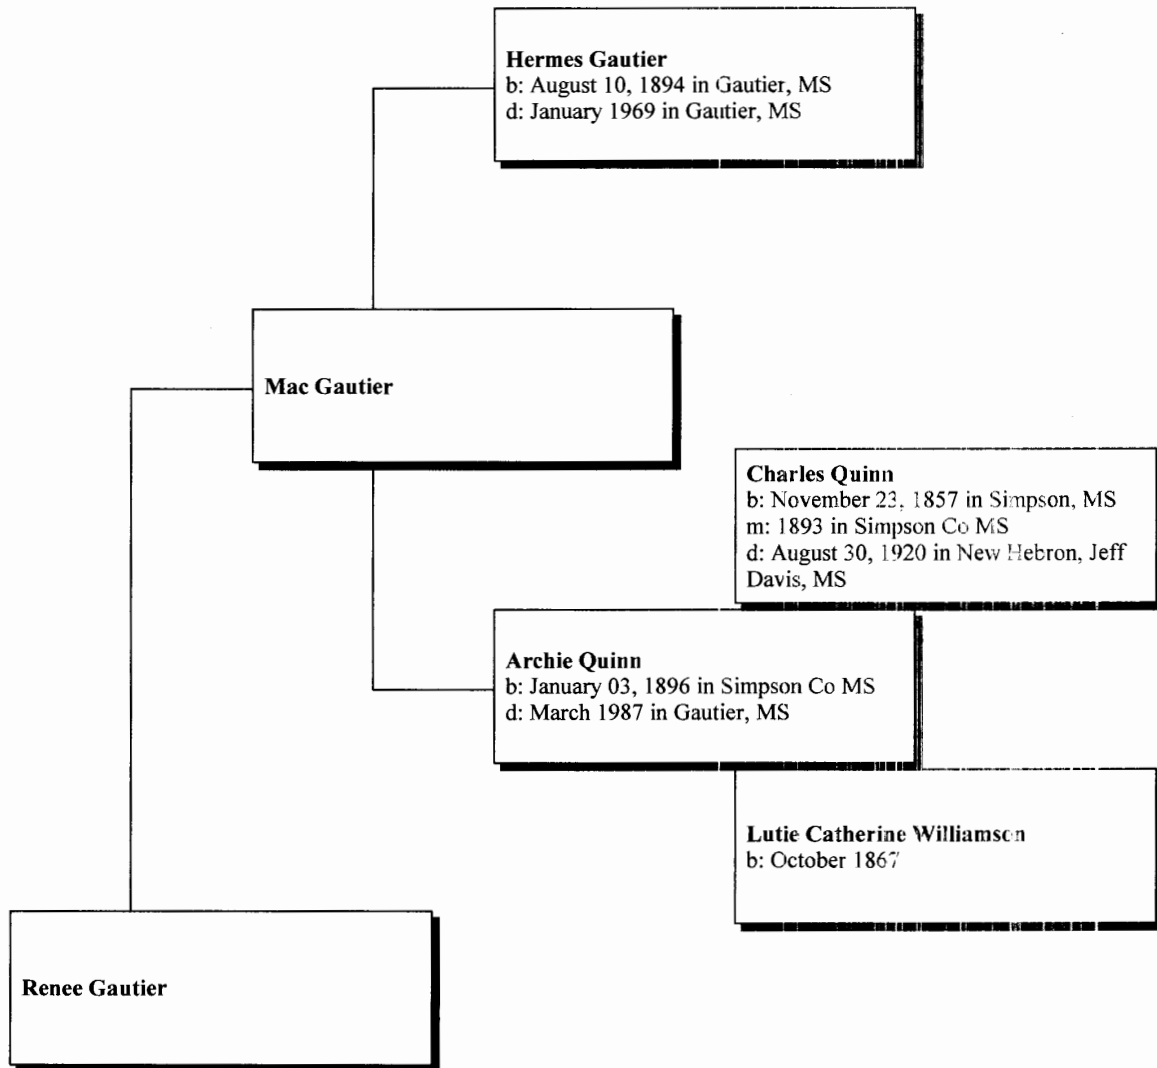 Hermes Gautier
b: August 10, 1894 in Gautier, MS
d: January 1969 in Gautier, MS
Mac Gautier
Charles Quinn
b: November 23, 1857 in Simpson, MS
m: 1893 in Simpson Co MS
d: August 30, 1920 in New Hebron, Jeff
Davis, MS
Archie Quinn
b: January 03, 1896 in Simpson Co MS
d: March 1987 in Gautier, MS
Lutie Catherine Williamson
b: October 1867
Renee Gautier